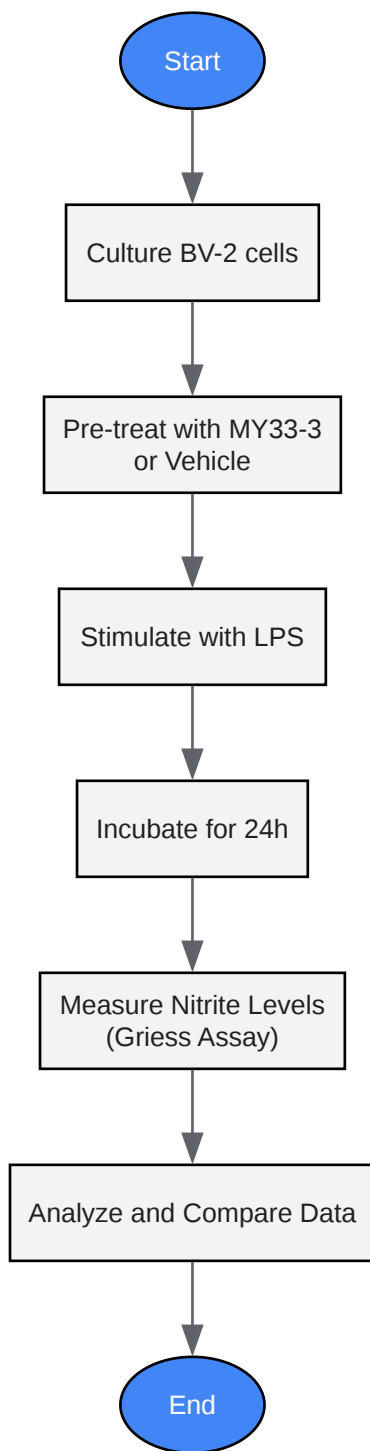 Start
Culture BV-2 cells
Pre-treat with MY33-3
or Vehicle
Stimulate with LPS
Incubate for 24h
Measure Nitrite Levels
(Griess Assay)
Analyze and Compare Data
End